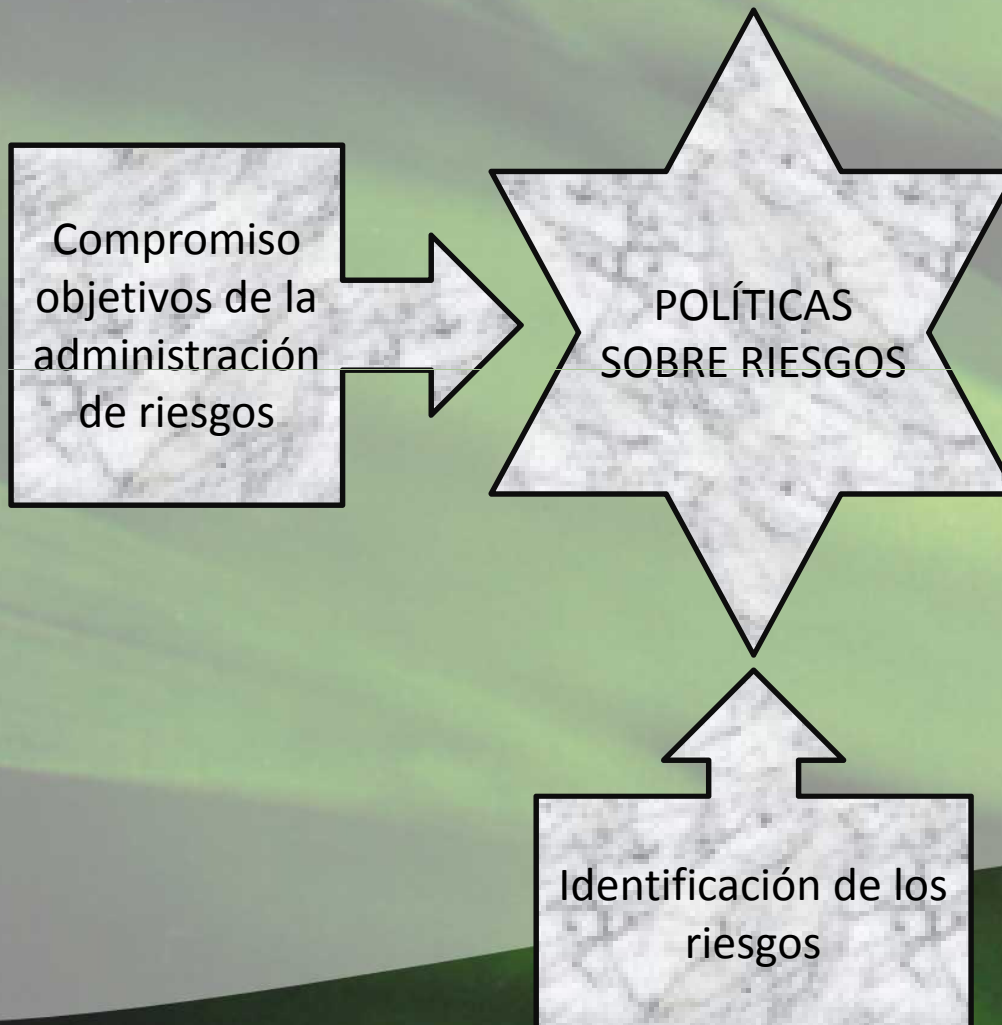 Compromiso
objetivos de la
administración
de riesgos
POLÍTICAS
SOBRE RIESGOS
Identificación de los
riesgos